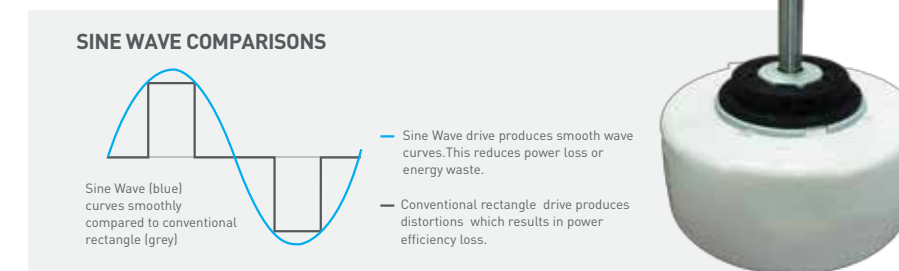 SINE WAVE COMPARISONS
Sine Wave (blue)
curves smoothly
compared to conventional
rectangle (grey)
Sine Wave drive produces smooth wave
curves.This reduces power loss or
energy waste.
Conventional rectangle drive produces
distortions which results in power
efficiency loss.